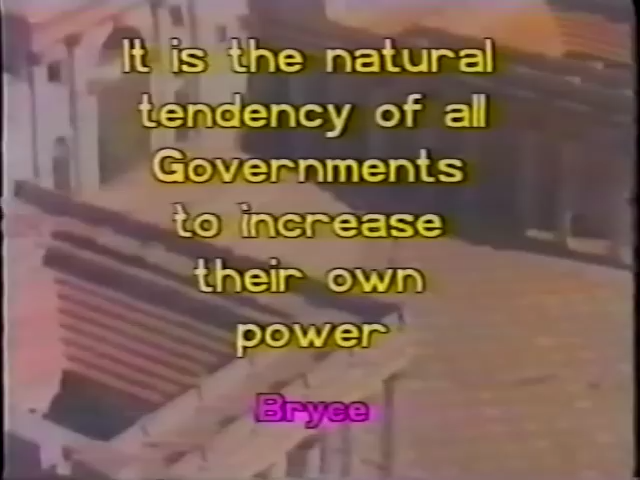 It is the natural
tendency of all
Governments
to increase
their own
power
Bryce